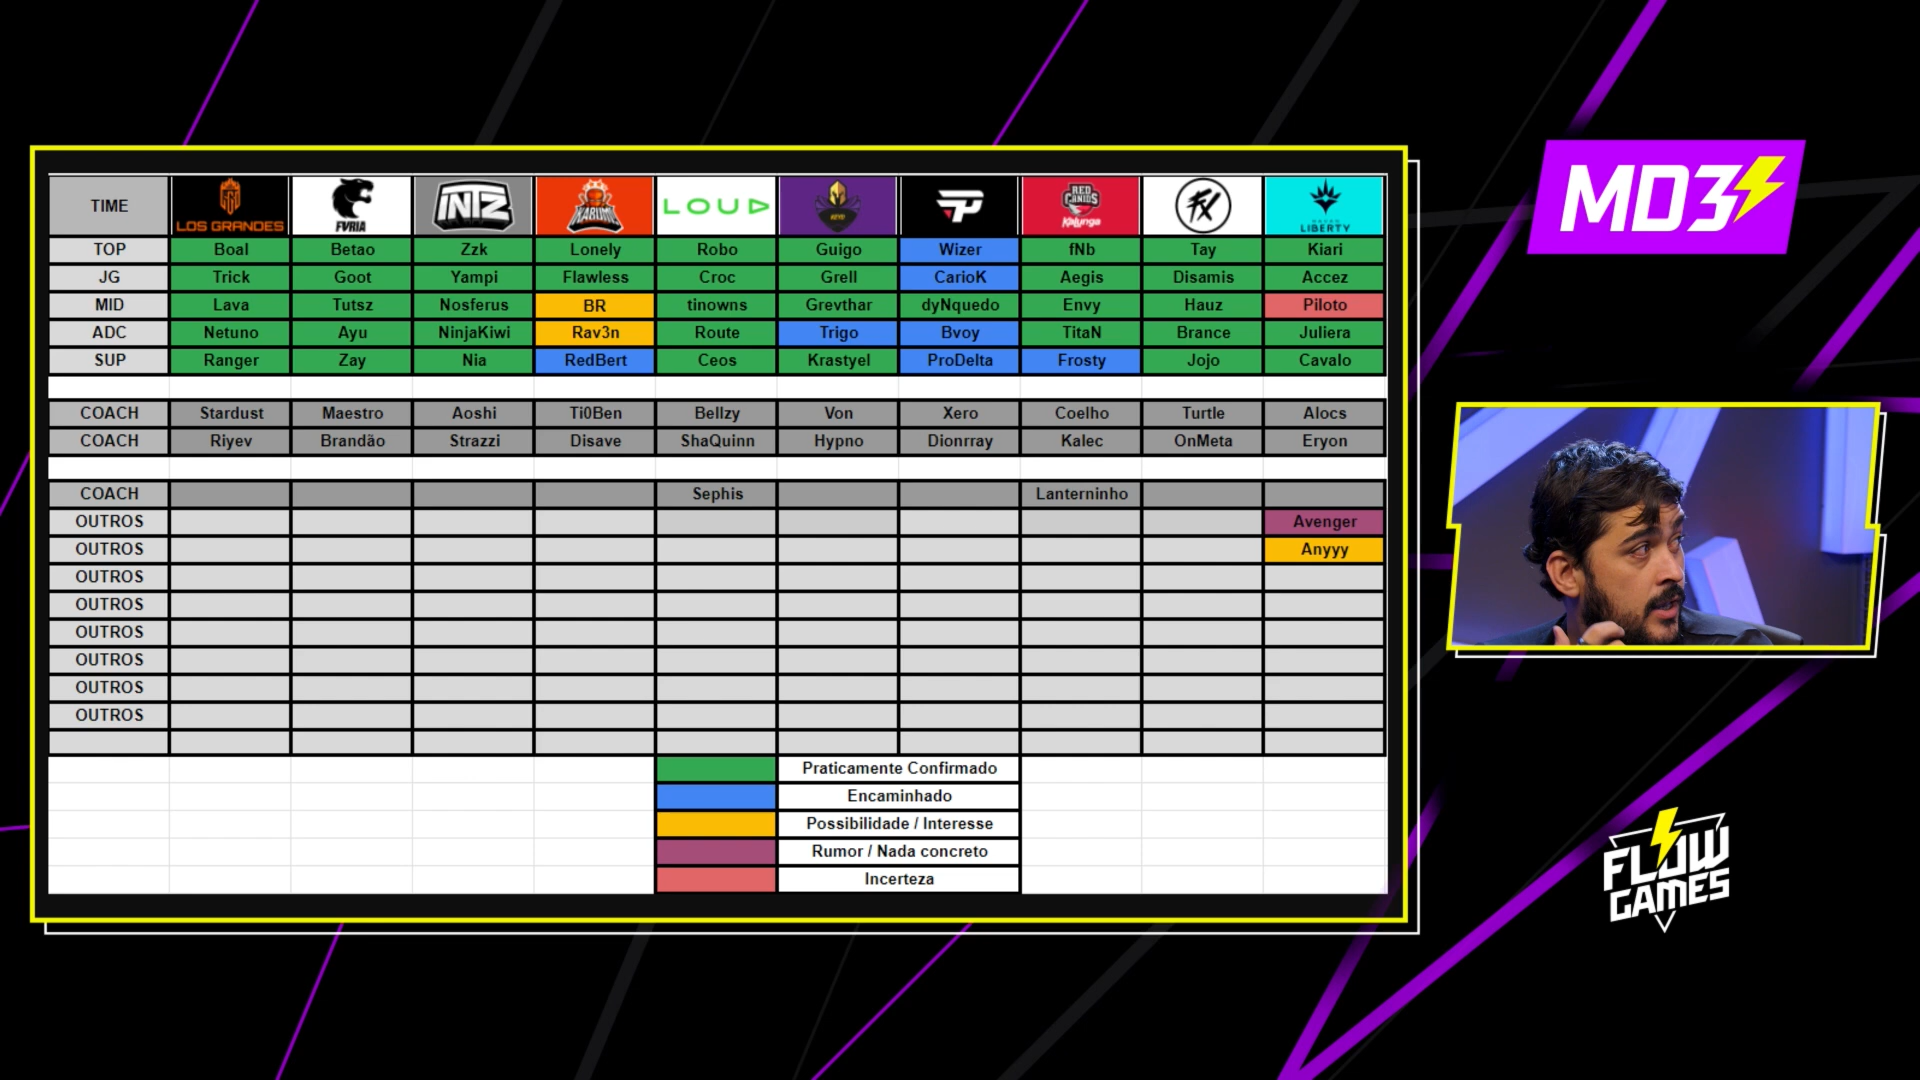 TIME LOS GRANDES FVRIA INTZ KABUM! LOUD KEYD RED CANIDS Kalunga FX LIBERTY
TOP Boal Betao Zzk Lonely Robo Guigo Wizer fNb Tay Kiari
JG Trick Goot Yampi Flawless Croc Grell CarioK Aegis Disamis Accez
MID Lava Tutsz Nosferus BR tinowns Grevthar dyNquedo Envy Hauz Piloto
ADC Netuno Ayu NinjaKiwi Rav3n Route Trigo Bvoy TitaN Brance Juliera
SUP Ranger Zay Nia RedBert Ceos Krastyel ProDelta Frosty Jojo Cavalo
COACH Stardust Maestro Aoshi Ti0Ben Bellzy Von Xero Coelho Turtle Alocs
COACH Riyev Brandão Strazzi Disave ShaQuinn Hypno Dionrray Kalec OnMeta Eryon
COACH Sephis Lanterninho
OUTROS Avenger
OUTROS Anyyy
OUTROS
OUTROS
OUTROS
OUTROS
OUTROS
OUTROS
Praticamente Confirmado
Encaminhado
Possibilidade / Interesse
Rumor / Nada concreto
Incerteza
MD3
FLOW
GAMES